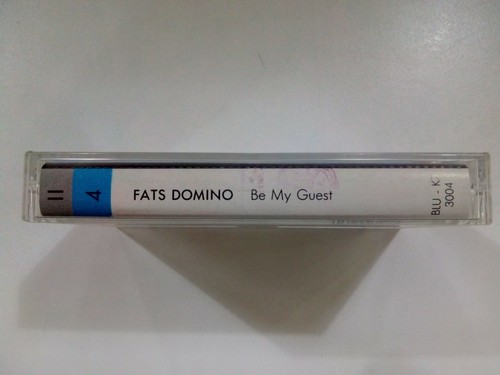 II
4
FATS DOMINO Be My Guest
BLU - K
3004